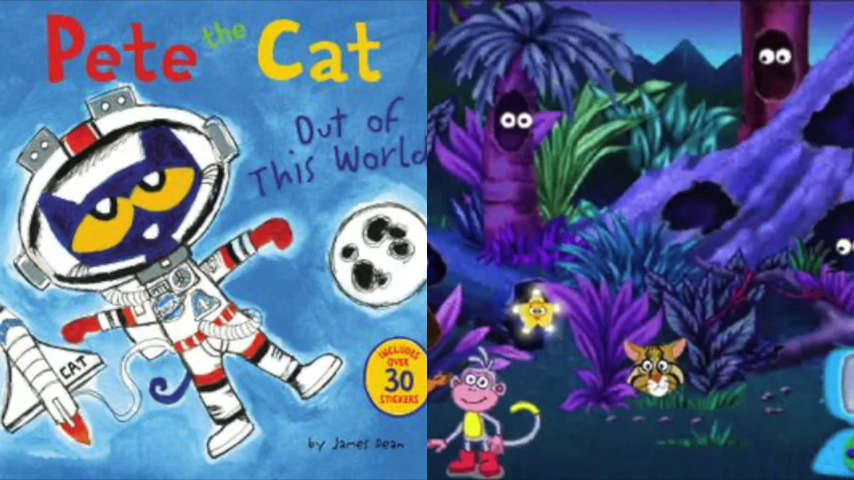 Pete the Cat
Out of
This World
CAT
INCLUDES
OVER
30
STICKERS
by James Dean